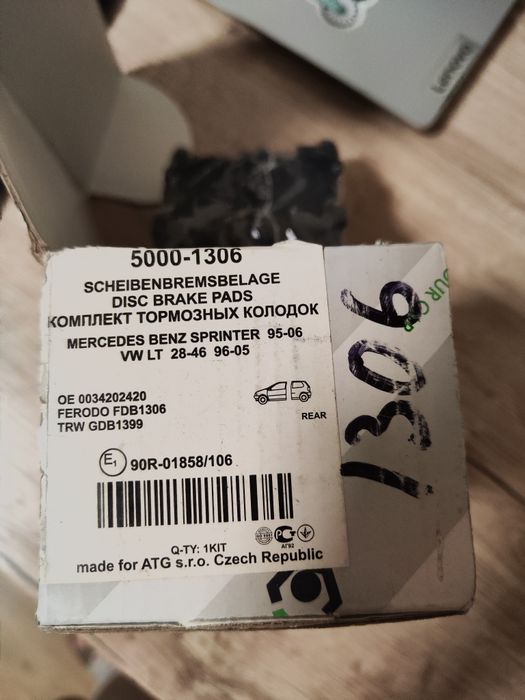 Lenovo
5000-1306
SCHEIBENBREMSBELAGE
DISC BRAKE PADS
КОМПЛЕКТ ТОРМОЗНЫХ КОЛОДОК
MERCEDES BENZ SPRINTER 95-06
VW LT 28-46 96-05
OE 0034202420
FERODO FDB1306
TRW GDB1399
REAR
E1 90R-01858/106
АГ92
Q-TY: 1KIT
made for ATG s.r.o. Czech Republic
1306